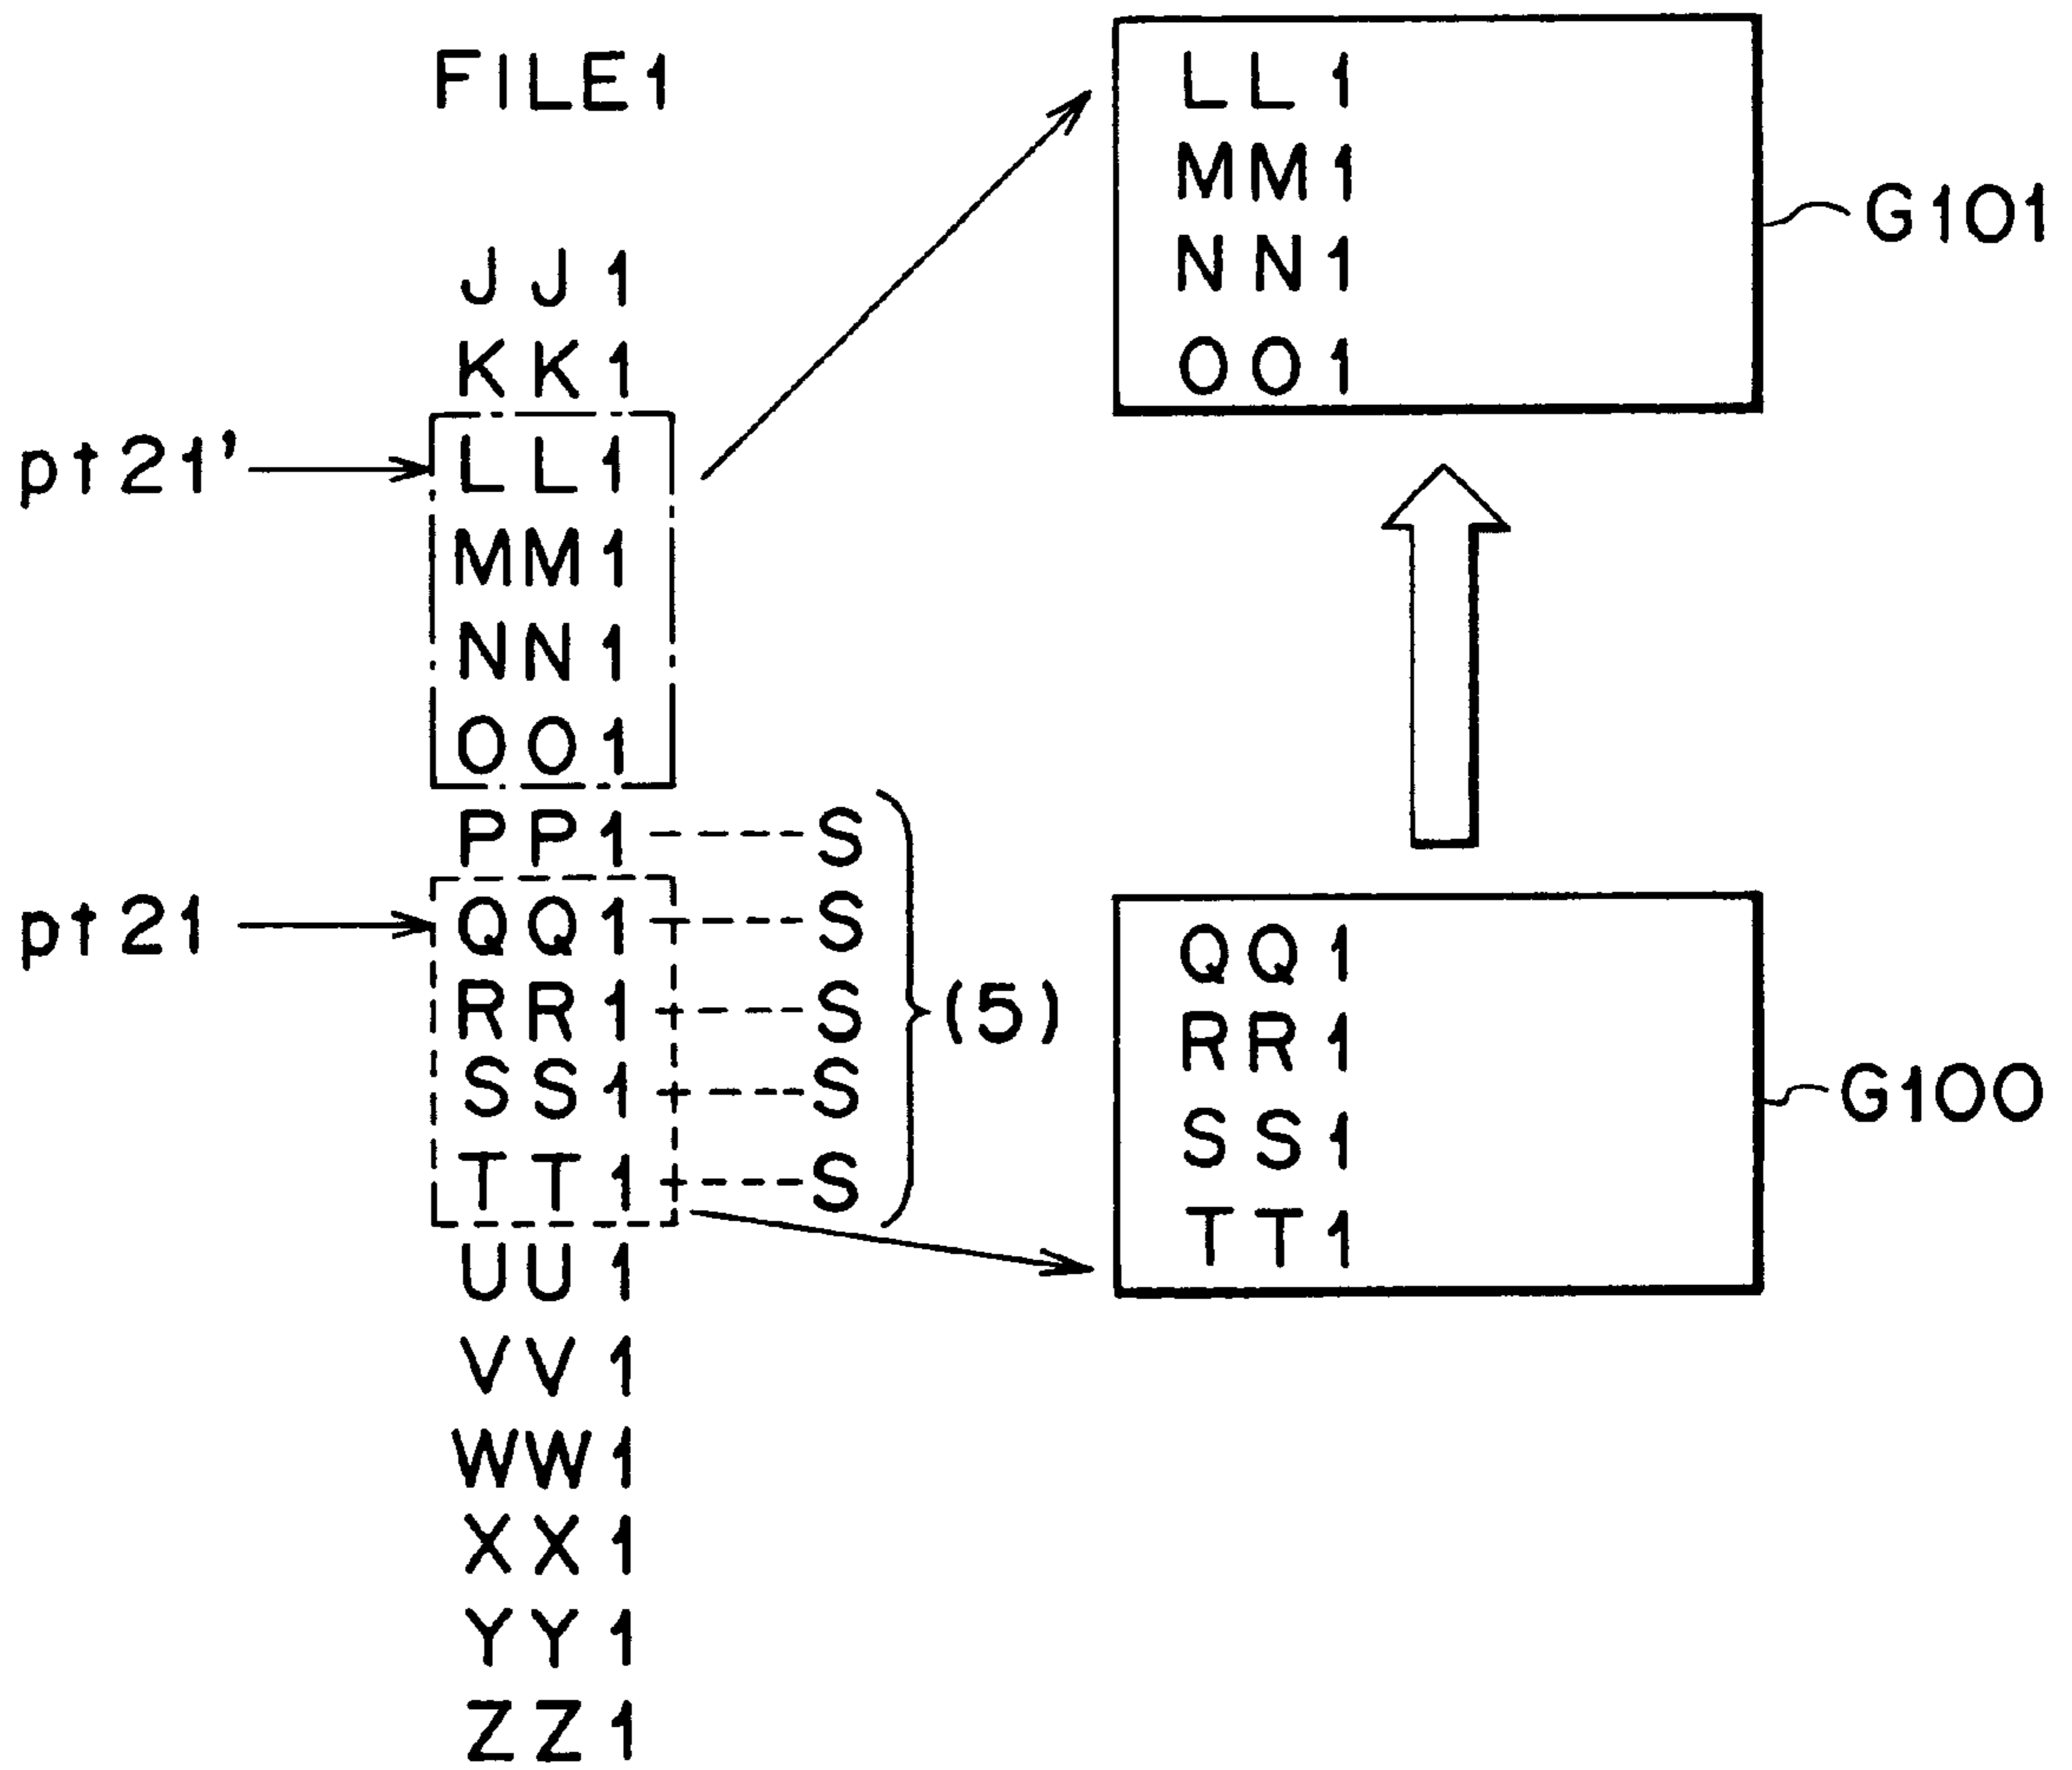 FILE1
JJ1
KK1
pt21' LL1
MM1
NN1
OO1
PP1 S
pt21 QQ1 S
RR1 S (5)
SS1 S
TT1 S
UU1
VV1
WW1
XX1
YY1
ZZ1
LL1
MM1
NN1
OO1
G101
QQ1
RR1
SS1
TT1
G100